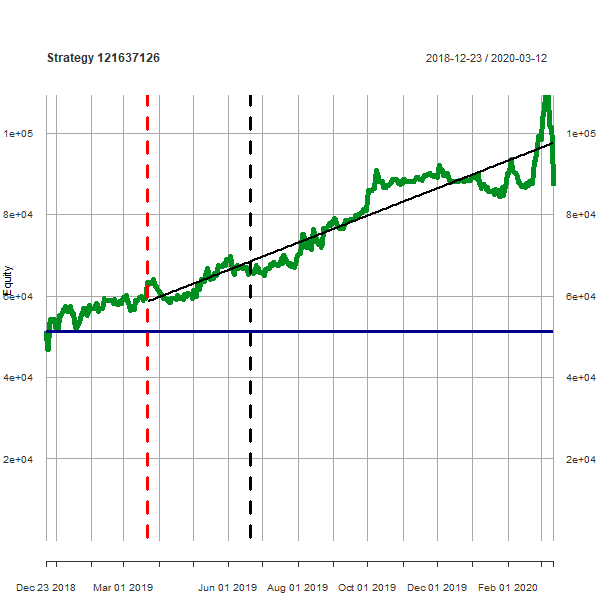 Strategy 121637126
2018-12-23 / 2020-03-12
1e+05
1e+05
8e+04
8e+04
Equity
6e+04
6e+04
4e+04
4e+04
2e+04
2e+04
Dec 23 2018
Mar 01 2019
Jun 01 2019
Aug 01 2019
Oct 01 2019
Dec 01 2019
Feb 01 2020